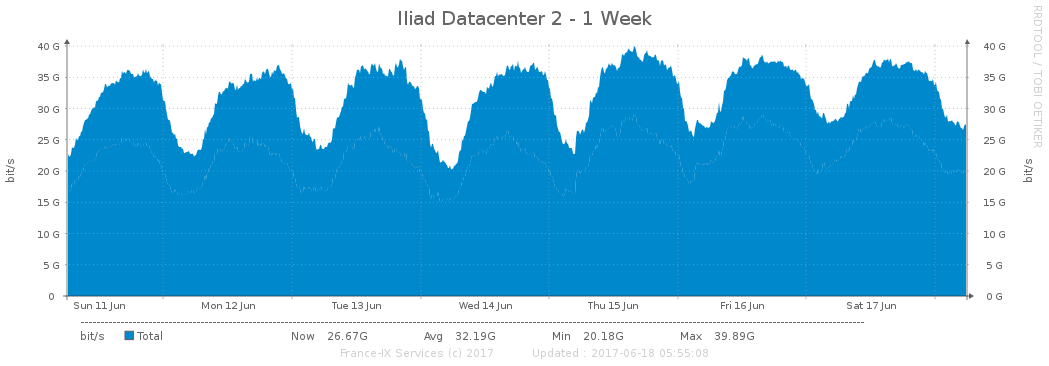 Iliad Datacenter 2 - 1 Week
RRDTOOL / TOBI OETIKER
40 G 40 G
35 G 35 G
30 G 30 G
25 G 25 G
20 G 20 G
15 G 15 G
10 G 10 G
5 G 5 G
0 0 G
bit/s bit/s
Sun 11 Jun Mon 12 Jun Tue 13 Jun Wed 14 Jun Thu 15 Jun Fri 16 Jun Sat 17 Jun
bit/s Total Now 26.67G Avg 32.19G Min 20.18G Max 39.89G
France-IX Services (c) 2017 Updated : 2017-06-18 05:55:08